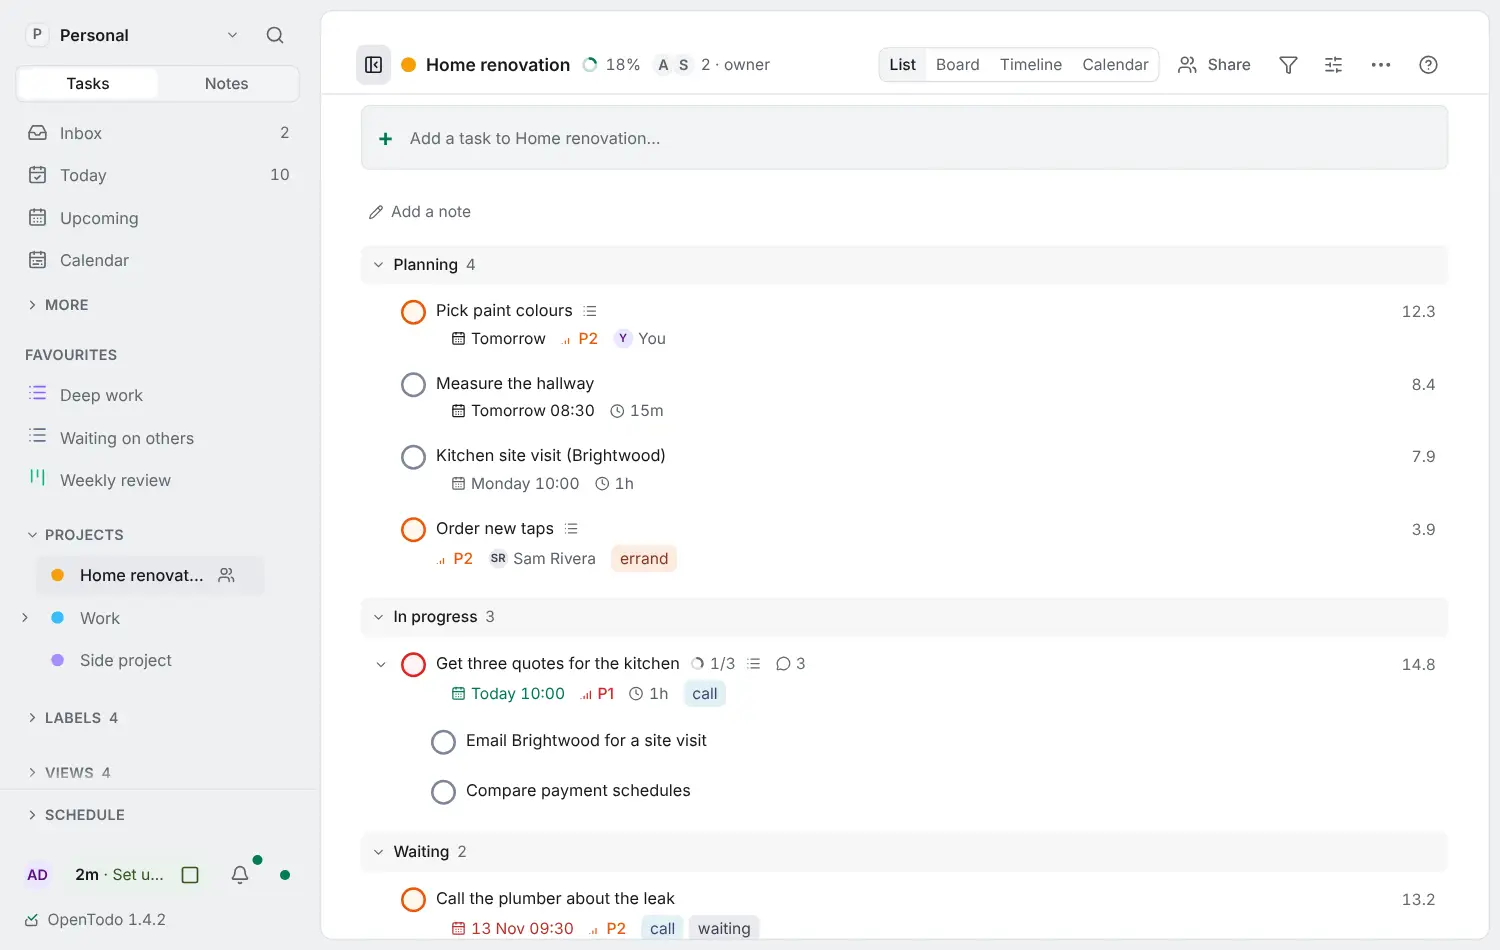 P Personal
Tasks Notes
Inbox 2
Today 10
Upcoming
Calendar
MORE
FAVOURITES
Deep work
Waiting on others
Weekly review
PROJECTS
Home renovat...
Work
Side project
LABELS 4
VIEWS 4
SCHEDULE
AD 2m · Set u...
OpenTodo 1.4.2
Home renovation 18% A S 2 · owner List Board Timeline Calendar Share
Add a task to Home renovation...
Add a note
Planning 4
Pick paint colours 12.3
Tomorrow P2 Y You
Measure the hallway 8.4
Tomorrow 08:30 15m
Kitchen site visit (Brightwood) 7.9
Monday 10:00 1h
Order new taps 3.9
P2 SR Sam Rivera errand
In progress 3
Get three quotes for the kitchen 1/3 3 14.8
Today 10:00 P1 1h call
Email Brightwood for a site visit
Compare payment schedules
Waiting 2
Call the plumber about the leak 13.2
13 Nov 09:30 P2 call waiting